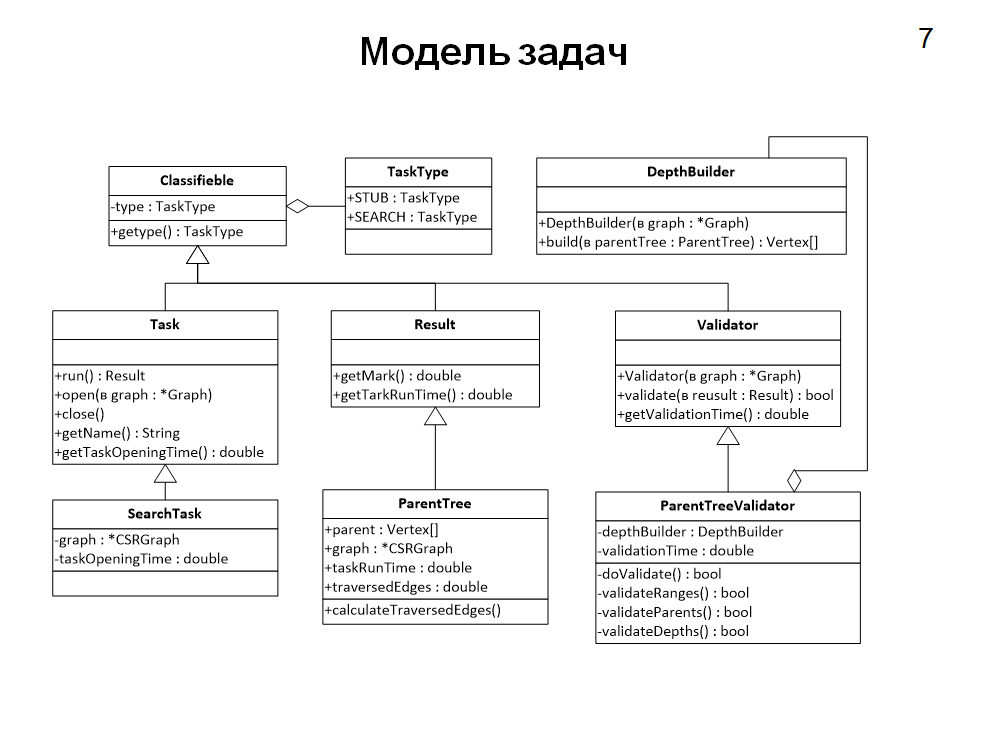 7
Модель задач
Classifieble
-type : TaskType
+getype() : TaskType
TaskType
+STUB : TaskType
+SEARCH : TaskType
DepthBuilder
+DepthBuilder(в graph : *Graph)
+build(в parentTree : ParentTree) : Vertex[]
Task
+run() : Result
+open(в graph : *Graph)
+close()
+getName() : String
+getTaskOpeningTime() : double
Result
+getMark() : double
+getTarkRunTime() : double
Validator
+Validator(в graph : *Graph)
+validate(в reusult : Result) : bool
+getValidationTime() : double
SearchTask
-graph : *CSRGraph
-taskOpeningTime : double
ParentTree
+parent : Vertex[]
+graph : *CSRGraph
+taskRunTime : double
+traversedEdges : double
+calculateTraversedEdges()
ParentTreeValidator
-depthBuilder : DepthBuilder
-validationTime : double
-doValidate() : bool
-validateRanges() : bool
-validateParents() : bool
-validateDepths() : bool